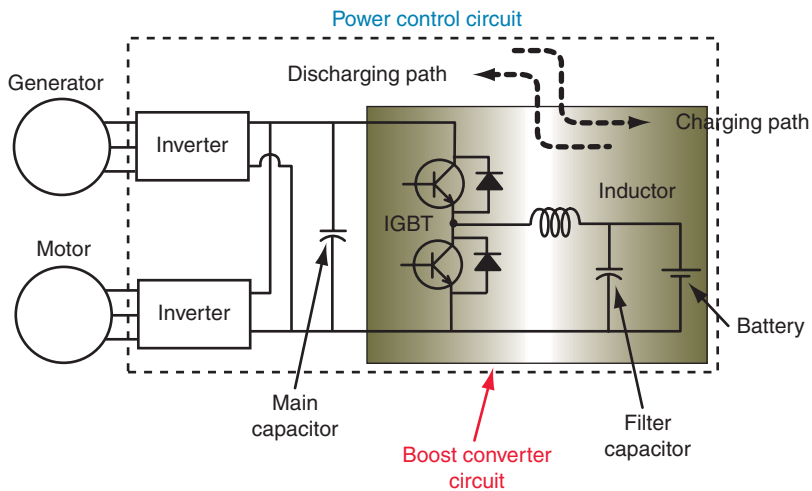 Power control circuit
Discharging path
Generator
Charging path
Inverter
Inductor
IGBT
Motor
Inverter
Battery
Main
capacitor
Filter
capacitor
Boost converter
circuit